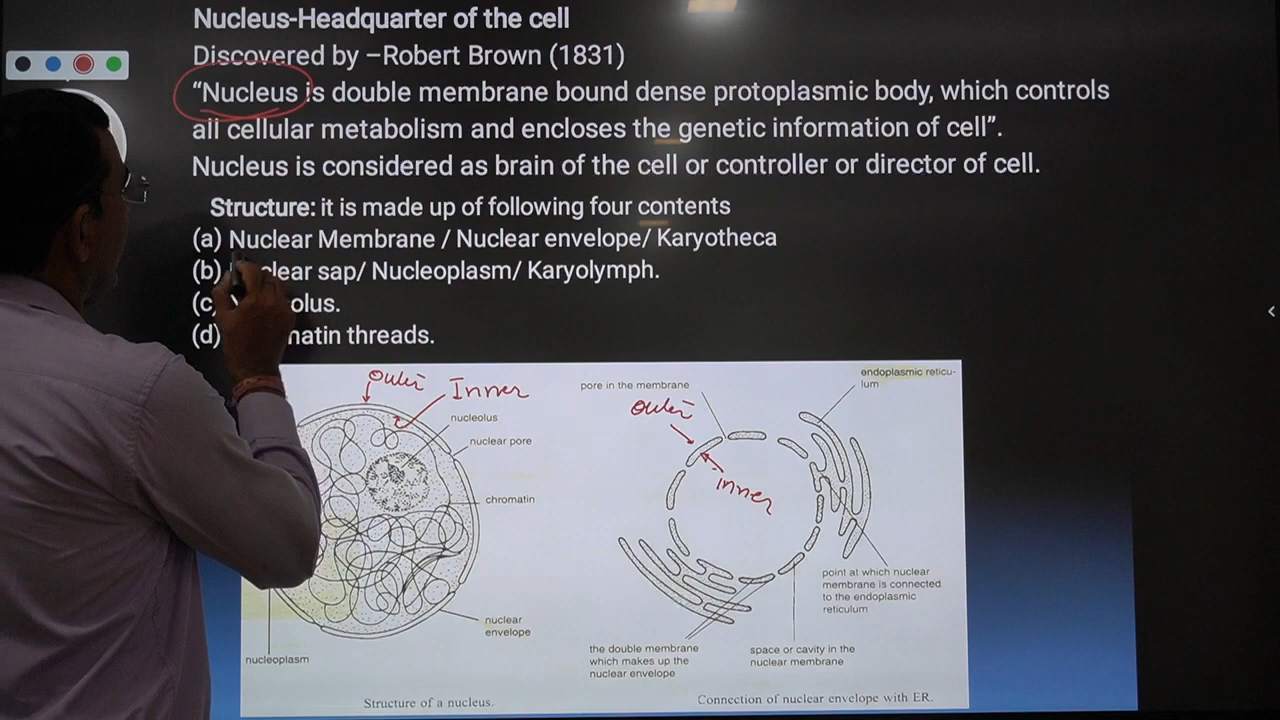 Nucleus-Headquarter of the cell
Discovered by –Robert Brown (1831)
“Nucleus is double membrane bound dense protoplasmic body, which controls
all cellular metabolism and encloses the genetic information of cell”.
Nucleus is considered as brain of the cell or controller or director of cell.
Structure: it is made up of following four contents
(a) Nuclear Membrane / Nuclear envelope/ Karyotheca
(b) clear sap/ Nucleoplasm/ Karyolymph.
(c) olus.
(d) matin threads.
outer
Inner
nucleolus
nuclear pore
chromatin
nuclear
envelope
nucleoplasm
Structure of a nucleus.
pore in the membrane
endoplasmic reticu-
lum
outer
inner
point at which nuclear
membrane is connected
to the endoplasmic
reticulum
the double membrane
which makes up the
nuclear envelope
space or cavity in the
nuclear membrane
Connection of nuclear envelope with ER.